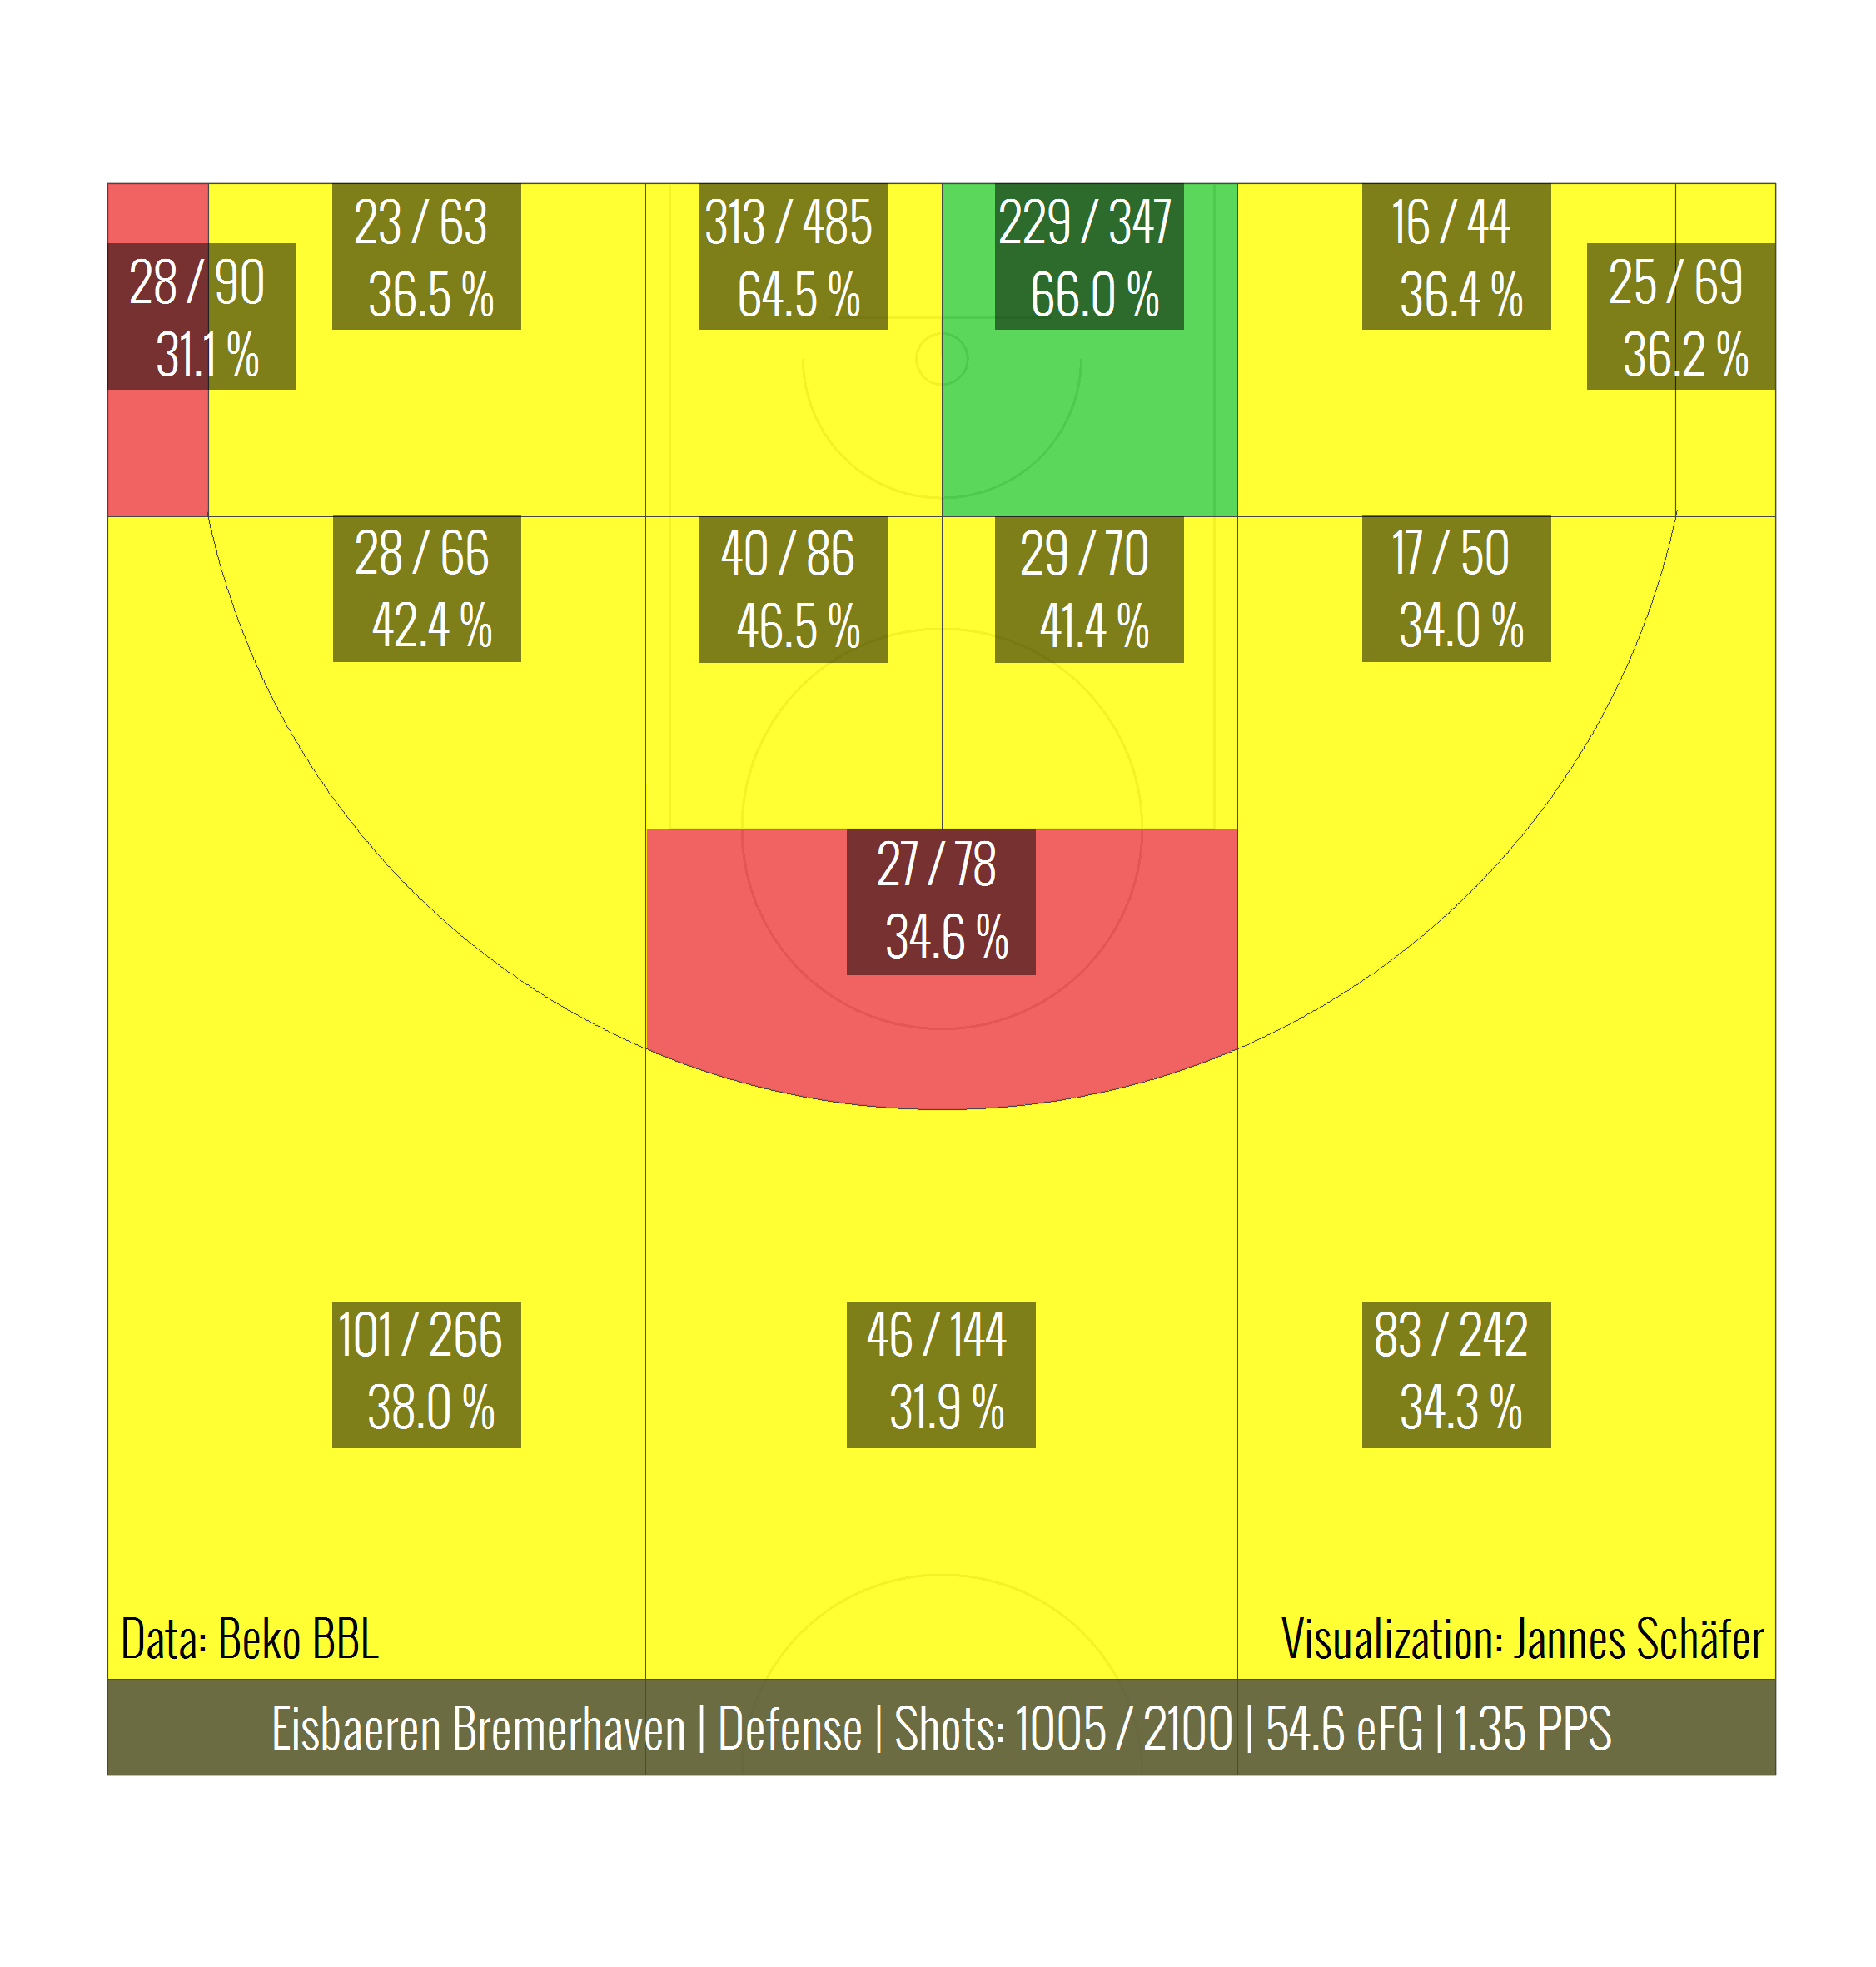 23 / 63
36.5 %
313 / 485
64.5 %
229 / 347
66.0 %
16 / 44
36.4 %
28 / 90
31.1 %
25 / 69
36.2 %
28 / 66
42.4 %
40 / 86
46.5 %
29 / 70
41.4 %
17 / 50
34.0 %
27 / 78
34.6 %
101 / 266
38.0 %
46 / 144
31.9 %
83 / 242
34.3 %
Data: Beko BBL
Visualization: Jannes Schäfer
Eisbaeren Bremerhaven | Defense | Shots: 1005 / 2100 | 54.6 eFG | 1.35 PPS